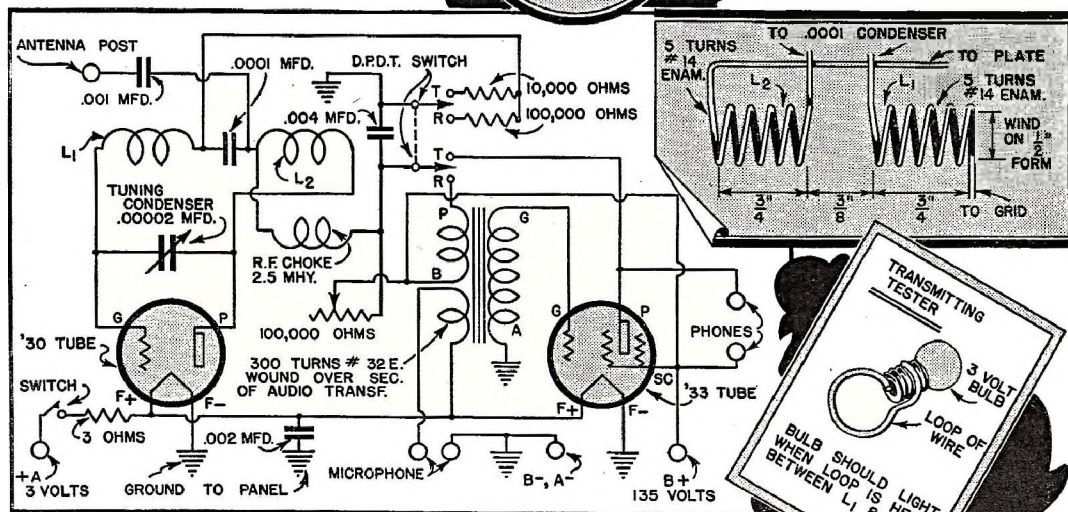 ANTENNA POST
.001 MFD.
.0001 MFD.
D.P.D.T. SWITCH
T
R
10,000 OHMS
100,000 OHMS
.004 MFD.
T
R
L1
L2
TUNING
CONDENSER
.00002 MFD.
R.F. CHOKE
2.5 MHY.
P
B
G
A
100,000 OHMS
300 TURNS # 32 E.
WOUND OVER SEC.
OF AUDIO TRANSF.
G
P
'30 TUBE
F+
F-
SWITCH
3 OHMS
+A
3 VOLTS
.002 MFD.
GROUND TO PANEL
MICROPHONE
B-, A-
G
P
SG
F+
F-
'33 TUBE
PHONES
B+
135 VOLTS
TO .0001 CONDENSER
TO PLATE
5 TURNS
#14 ENAM.
L2
L1
5 TURNS
#14 ENAM.
WIND
ON 1/2"
FORM
3/4
3/8
3/4
TO GRID
TRANSMITTING
TESTER
3 VOLT
BULB
LOOP OF
WIRE
BULB SHOULD LIGHT
WHEN LOOP IS
BETWEEN L1